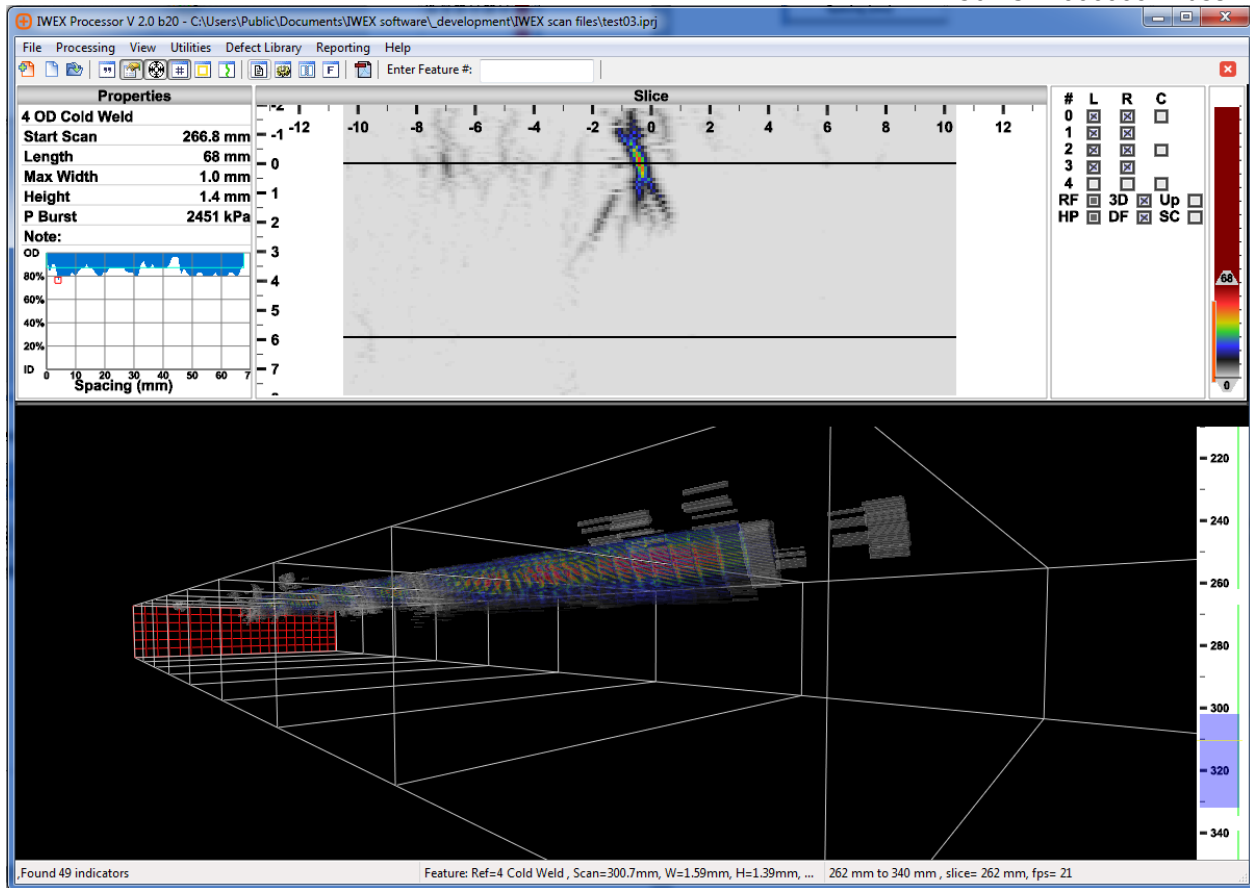 IWEX Processor V 2.0 b20 - C:\Users\Public\Documents\IWEX software\_development\IWEX scan files\test03.iprj
File Processing View Utilities Defect Library Reporting Help
Enter Feature #:
Properties
4 OD Cold Weld
Start Scan 266.8 mm
Length 68 mm
Max Width 1.0 mm
Height 1.4 mm
P Burst 2451 kPa
Note:
OD
80%
60%
40%
20%
ID 0 10 20 30 40 50 60 7
Spacing (mm)
Slice
-12 -10 -8 -6 -4 -2 0 2 4 6 8 10 12
-2
-1
0
1
2
3
4
5
6
7
# L R C
0
1
2
3
4
RF 3D Up
HP DF SC
68
0
220
240
260
280
300
320
340
,Found 49 indicators
Feature: Ref=4 Cold Weld , Scan=300.7mm, W=1.59mm, H=1.39mm, ...
262 mm to 340 mm , slice= 262 mm, fps= 21